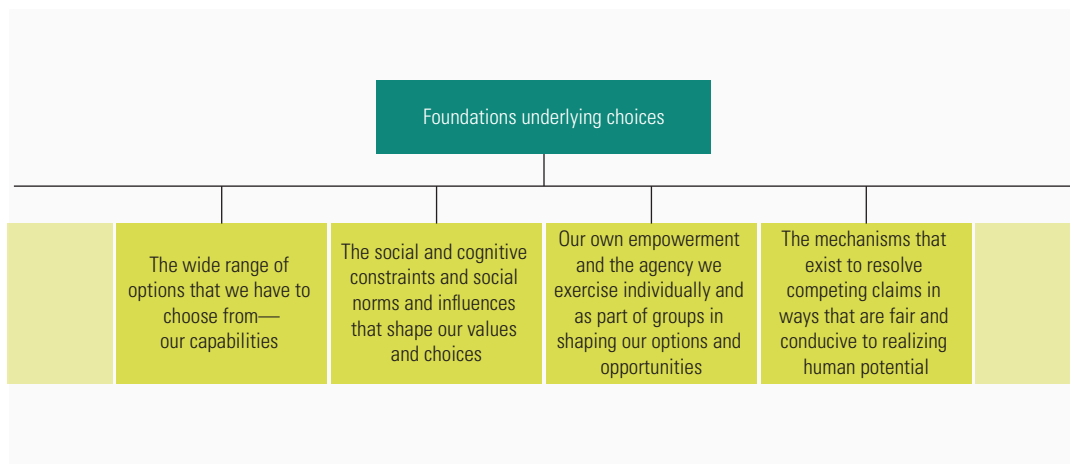 Foundations underlying choices
The wide range of
options that we have to
choose from—
our capabilities
The social and cognitive
constraints and social
norms and influences
that shape our values
and choices
Our own empowerment
and the agency we
exercise individually and
as part of groups in
shaping our options and
opportunities
The mechanisms that
exist to resolve
competing claims in
ways that are fair and
conducive to realizing
human potential